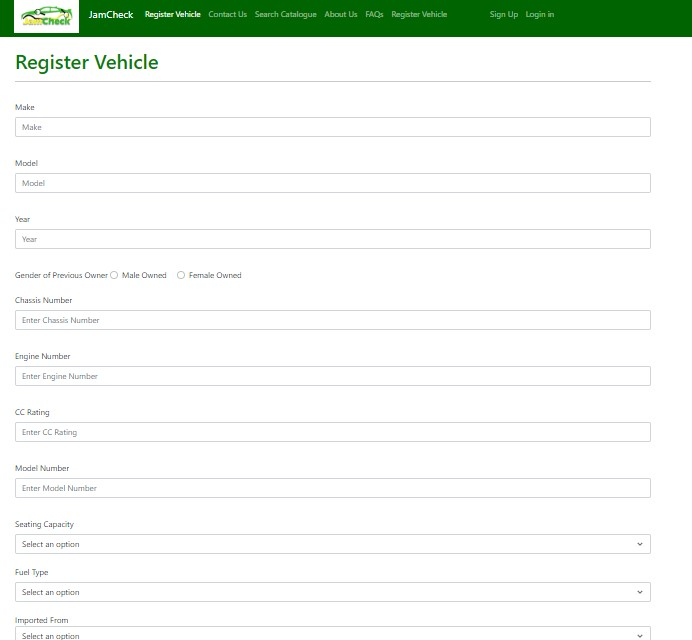 JamCheck JamCheck Register Vehicle Contact Us Search Catalogue About Us FAQs Register Vehicle Sign Up Login in
Register Vehicle
Make
Make
Model
Model
Year
Year
Gender of Previous Owner Male Owned Female Owned
Chassis Number
Enter Chassis Number
Engine Number
Enter Engine Number
CC Rating
Enter CC Rating
Model Number
Enter Model Number
Seating Capacity
Select an option
Fuel Type
Select an option
Imported From
Select an option